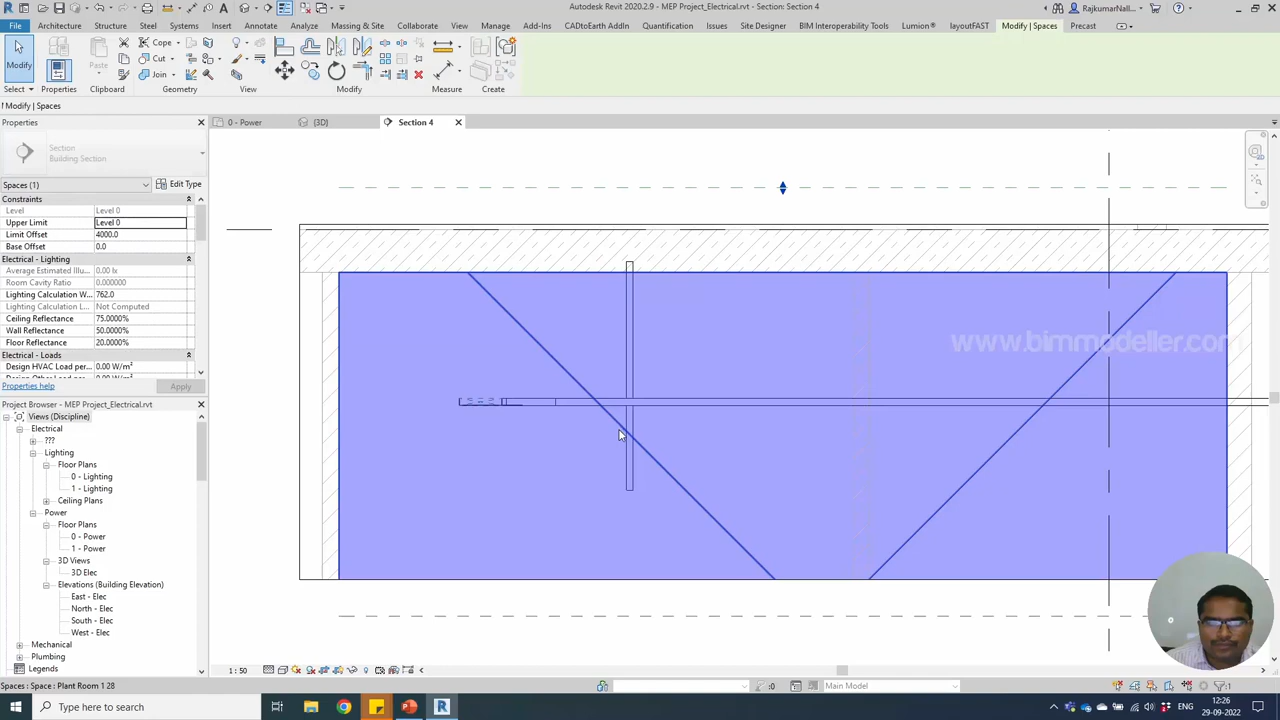 Autodesk Revit 2020.2.9 - MEP Project_Electrical.rvt - Section: Section 4
RajkumarNall...
File Architecture Structure Steel Systems Insert Annotate Analyze Massing & Site Collaborate View Manage Add-Ins CADtoEarth AddIn Quantification Issues Site Designer BIM Interoperability Tools Lumion® layoutFAST Modify | Spaces Precast
Modify
Paste
Cope
Cut
Join
Select Properties Clipboard Geometry View Modify Measure Create
Modify | Spaces
Properties
0 - Power {3D} Section 4
Section
Building Section
Spaces (1) Edit Type
Constraints
Level Level 0
Upper Limit Level 0
Limit Offset 4000.0
Base Offset 0.0
Electrical - Lighting
Average Estimated Illu... 0.00 lx
Room Cavity Ratio 0.000000
Lighting Calculation W... 762.0
Lighting Calculation L... Not Computed
Ceiling Reflectance 75.0000%
Wall Reflectance 50.0000%
Floor Reflectance 20.0000%
Electrical - Loads
Design HVAC Load per... 0.00 W/m²
Properties help Apply
Project Browser - MEP Project_Electrical.rvt
Views (Discipline)
Electrical
???
Lighting
Floor Plans
0 - Lighting
1 - Lighting
Ceiling Plans
Power
Floor Plans
0 - Power
1 - Power
3D Views
3D Elec
Elevations (Building Elevation)
East - Elec
North - Elec
South - Elec
West - Elec
Mechanical
Plumbing
Legends
www.bimmodeller.com
1 : 50
Spaces : Space : Plant Room 1 28
:0
Main Model
:1
Type here to search
ENG
12:26
29-09-2022